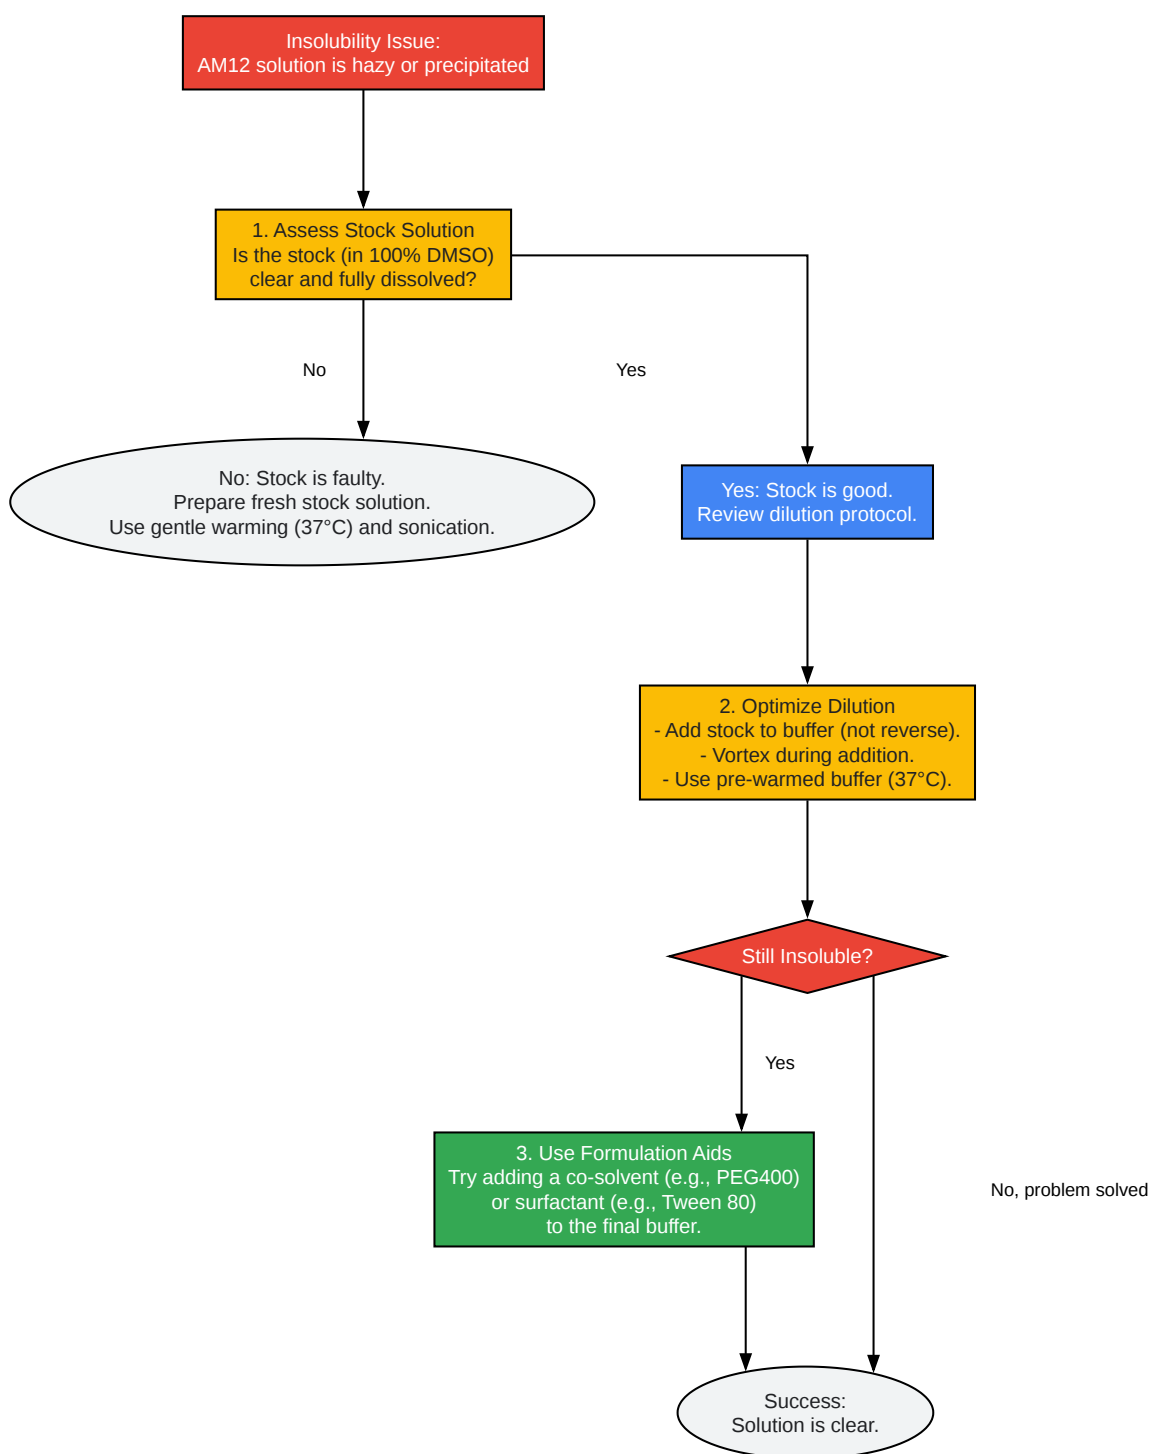 Insolubility Issue:
AM12 solution is hazy or precipitated
1. Assess Stock Solution
Is the stock (in 100% DMSO)
clear and fully dissolved?
No
Yes
No: Stock is faulty.
Prepare fresh stock solution.
Use gentle warming (37°C) and sonication.
Yes: Stock is good.
Review dilution protocol.
2. Optimize Dilution
- Add stock to buffer (not reverse).
- Vortex during addition.
- Use pre-warmed buffer (37°C).
Still Insoluble?
Yes
3. Use Formulation Aids
Try adding a co-solvent (e.g., PEG400)
or surfactant (e.g., Tween 80)
to the final buffer.
No, problem solved
Success:
Solution is clear.